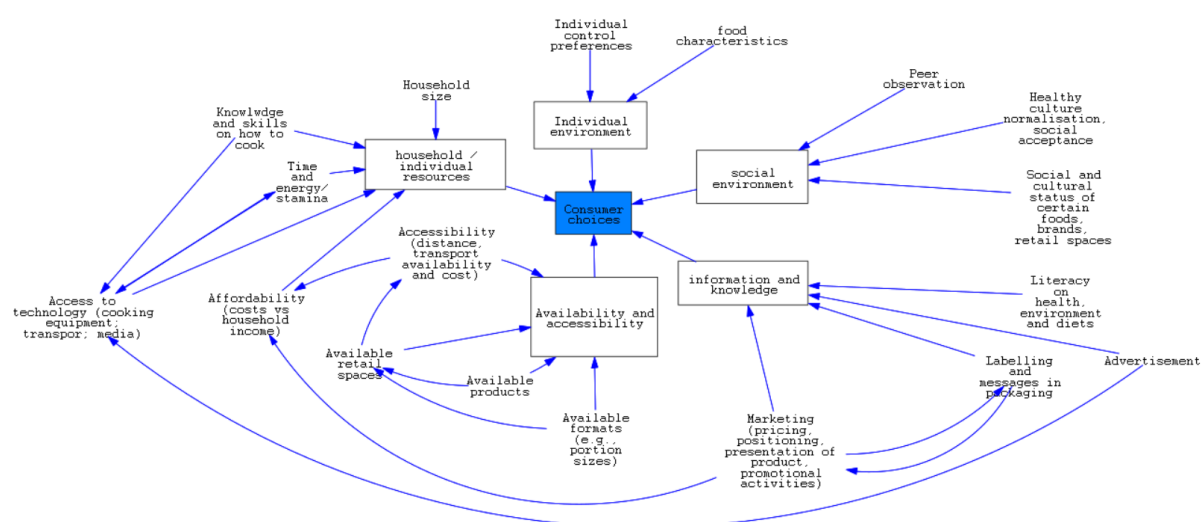 Individual
control
preferences
food
characteristics
Household
size
Peer
observation
Knowlwdge
and skills
on how to
cook
Healthy
culture
normalisation,
social
acceptance
Individual
environment
household /
individual
resources
Time
and
energy/
stamina
social
environment
Social and
cultural
status of
certain
foods,
brands,
retail spaces
Consumer
choices
Accessibility
(distance,
transport
availability
and cost)
information and
knowledge
Literacy
on
health,
environment
and diets
Access to
technology (cooking
equipment;
transpor; media)
Affordability
(costs vs
household
income)
Availability and
accessibility
Available
retail
spaces
Available
products
Labelling
and
messages in
packaging
Advertisement
Available
formats
(e.g.,
portion
sizes)
Marketing
(pricing,
positioning,
presentation of
product,
promotional
activities)